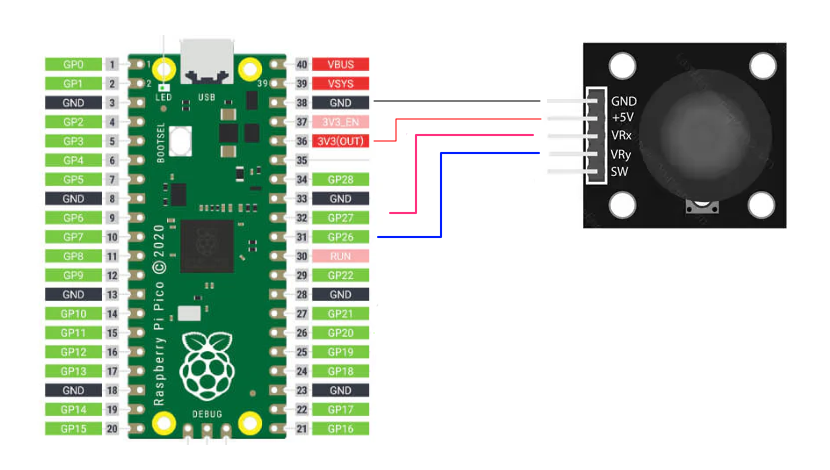 GP0 1 1 40 VBUS
GP1 2 2 39 39 VSYS
LED USB
GND 3 38 GND
GP2 4 37 3V3_EN
BOOTSEL
GP3 5 36 3V3(OUT)
GP4 6 35
GP5 7 34 GP28
GND 8 33 GND
GP6 9 32 GP27
GP7 10 31 GP26
GP8 11 30 RUN
GP9 12 29 GP22
GND 13 28 GND
GP10 14 27 GP21
GP11 15 26 GP20
GP12 16 25 GP19
GP13 17 24 GP18
GND 18 23 GND
GP14 19 22 GP17
GP15 20 21 GP16
Raspberry Pi Pico © 2020
DEBUG
GND
+5V
VRx
VRy
SW